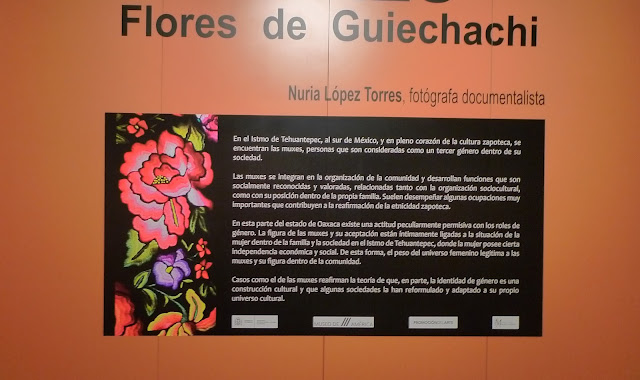 Flores de Guiechachi
Nuria López Torres, fotógrafa documentalista
En el Istmo de Tehuantepec, al sur de México, y en pleno corazón de la cultura zapoteca, se
encuentran las muxes, personas que son consideradas como un tercer género dentro de su
sociedad.
Las muxes se integran en la organización de la comunidad y desarrollan funciones que son
socialmente reconocidas y valoradas, relacionadas tanto con la organización sociocultural,
como con su posición dentro de la propia familia. Suelen desempeñar algunas ocupaciones muy
importantes que contribuyen a la reafirmación de la etnicidad zapoteca.
En esta parte del estado de Oaxaca existe una actitud peculiarmente permisiva con los roles de
género. La figura de las muxes y su aceptación están íntimamente ligadas a la situación de la
mujer dentro de la familia y la sociedad en el Istmo de Tehuantepec, donde la mujer posee cierta
independencia económica y social. De esta forma, el peso del universo femenino legitima a las
muxes y su figura dentro de la comunidad.
Casos como el de las muxes reafirman la teoría de que, en parte, la identidad de género es una
construcción cultural y que algunas sociedades la han reformulado y adaptado a su propio
universo cultural.
MUSEO DE AMÉRICA